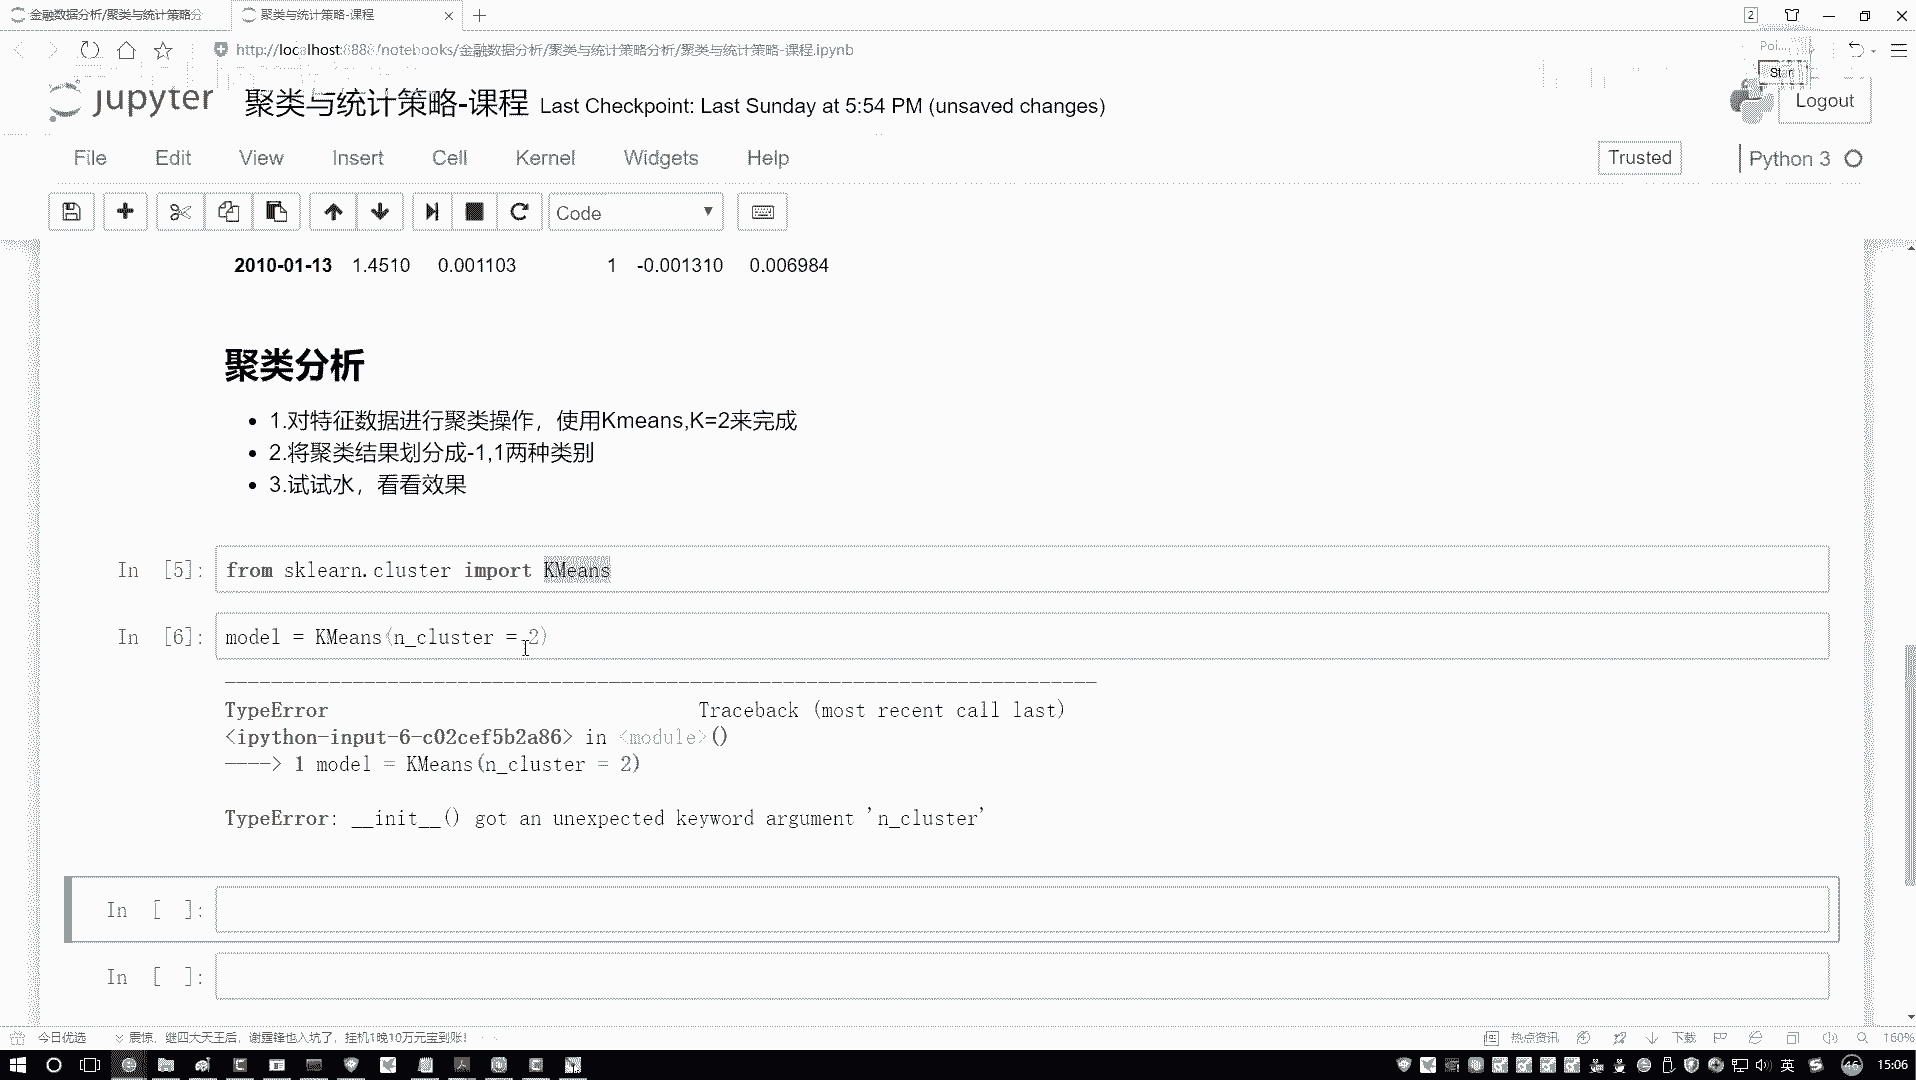 金融数据分析/聚类与统计策略分
聚类与统计策略-课程
2
http://localhost:8888/notebooks/金融数据分析/聚类与统计策略分析/聚类与统计策略-课程.ipynb
Poi...
jupyter
聚类与统计策略-课程 Last Checkpoint: Last Sunday at 5:54 PM (unsaved changes)
Logout
File Edit View Insert Cell Kernel Widgets Help
Trusted
Python 3
Code
2010-01-13 1.4510 0.001103 1 -0.001310 0.006984
聚类分析
1.对特征数据进行聚类操作，使用Kmeans,K=2来完成
2.将聚类结果划分成-1,1两种类别
3.试试水，看看效果
In [5]: from sklearn.cluster import KMeans
In [6]: model = KMeans(n_cluster = 2)
---------------------------------------------------------------------------
TypeError Traceback (most recent call last)
<ipython-input-6-c02cef5b2a86> in <module>()
----> 1 model = KMeans(n_cluster = 2)
TypeError: __init__() got an unexpected keyword argument 'n_cluster'
In [ ]:
In [ ]:
今日优选
震惊，继四大天王后，谢霆锋也入坑了，挂机1晚10万元宝到账！
热点资讯
下载
160%
英
46
15:06